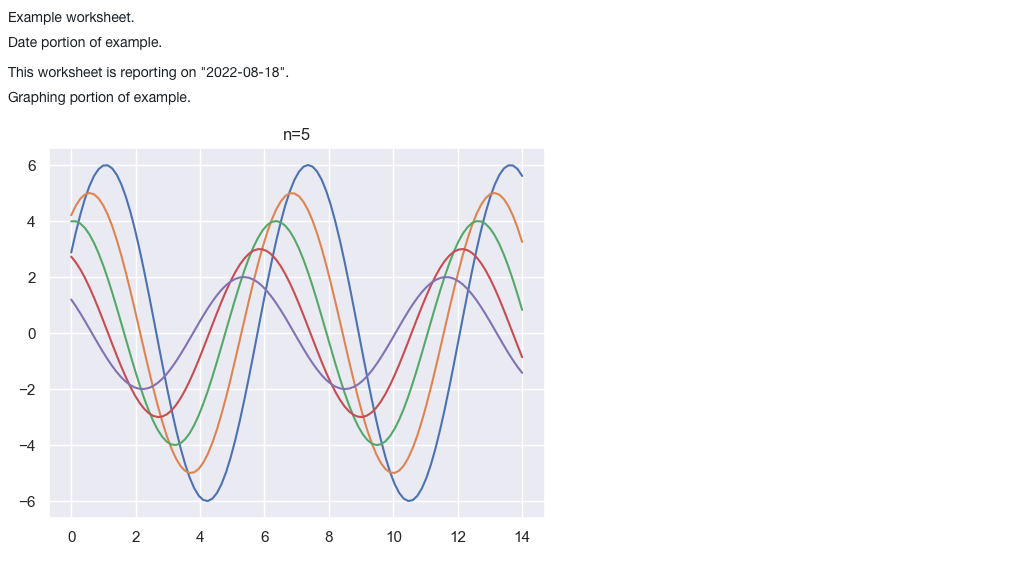 Example worksheet.
Date portion of example.
This worksheet is reporting on "2022-08-18".
Graphing portion of example.
n=5
6
4
2
0
−2
−4
−6
0 2 4 6 8 10 12 14